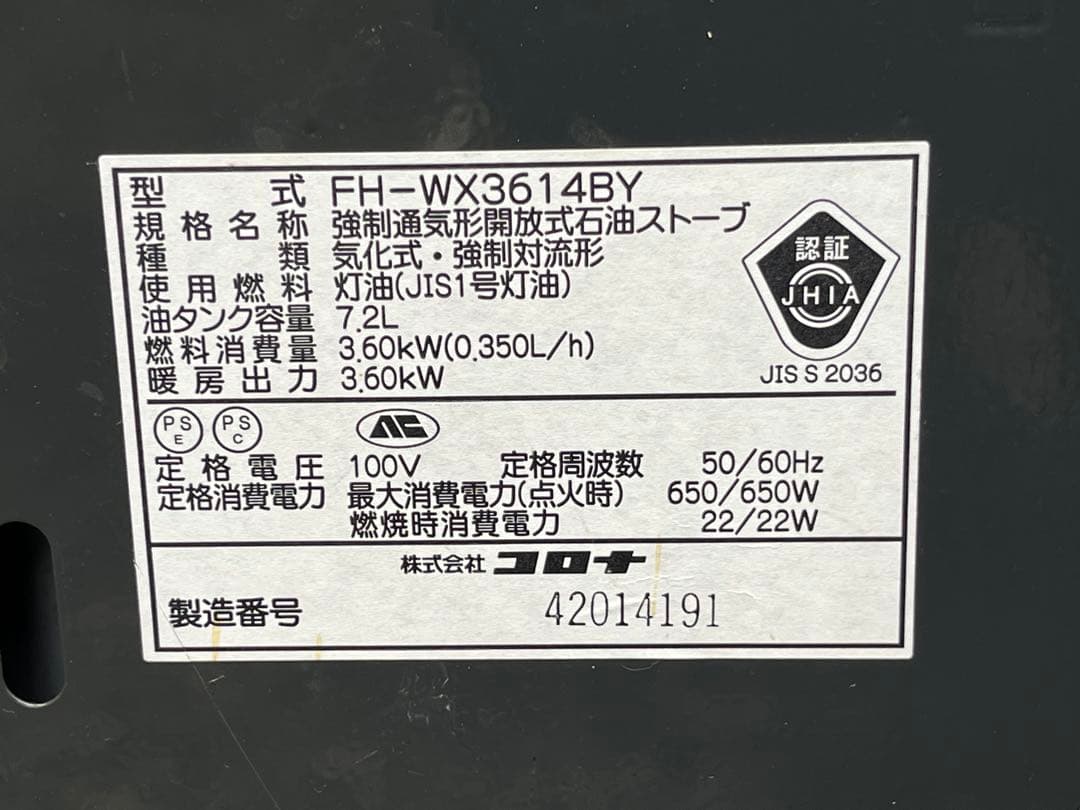 型式 FH-WX3614BY
規格名称 強制通気形開放式石油ストーブ
種類 気化式・強制対流形
使用燃料 灯油(JIS1号灯油)
油タンク容量 7.2L
燃料消費量 3.60kW(0.350L/h)
暖房出力 3.60kW
認証
JHIA
JIS S 2036
PSE PSC
定格電圧 100V 定格周波数 50/60Hz
定格消費電力 最大消費電力(点火時) 650/650W
燃焼時消費電力 22/22W
株式会社 コロナ
製造番号 42014191